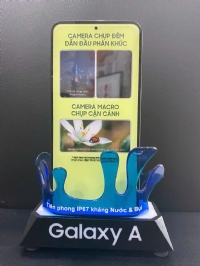 CAMERA CHỤP ĐÊM
DẪN ĐẦU PHÂN KHÚC
CAMERA MACRO
CHỤP CẬN CẢNH
Tiên phong IP67 kháng Nước & Bụi
Galaxy A